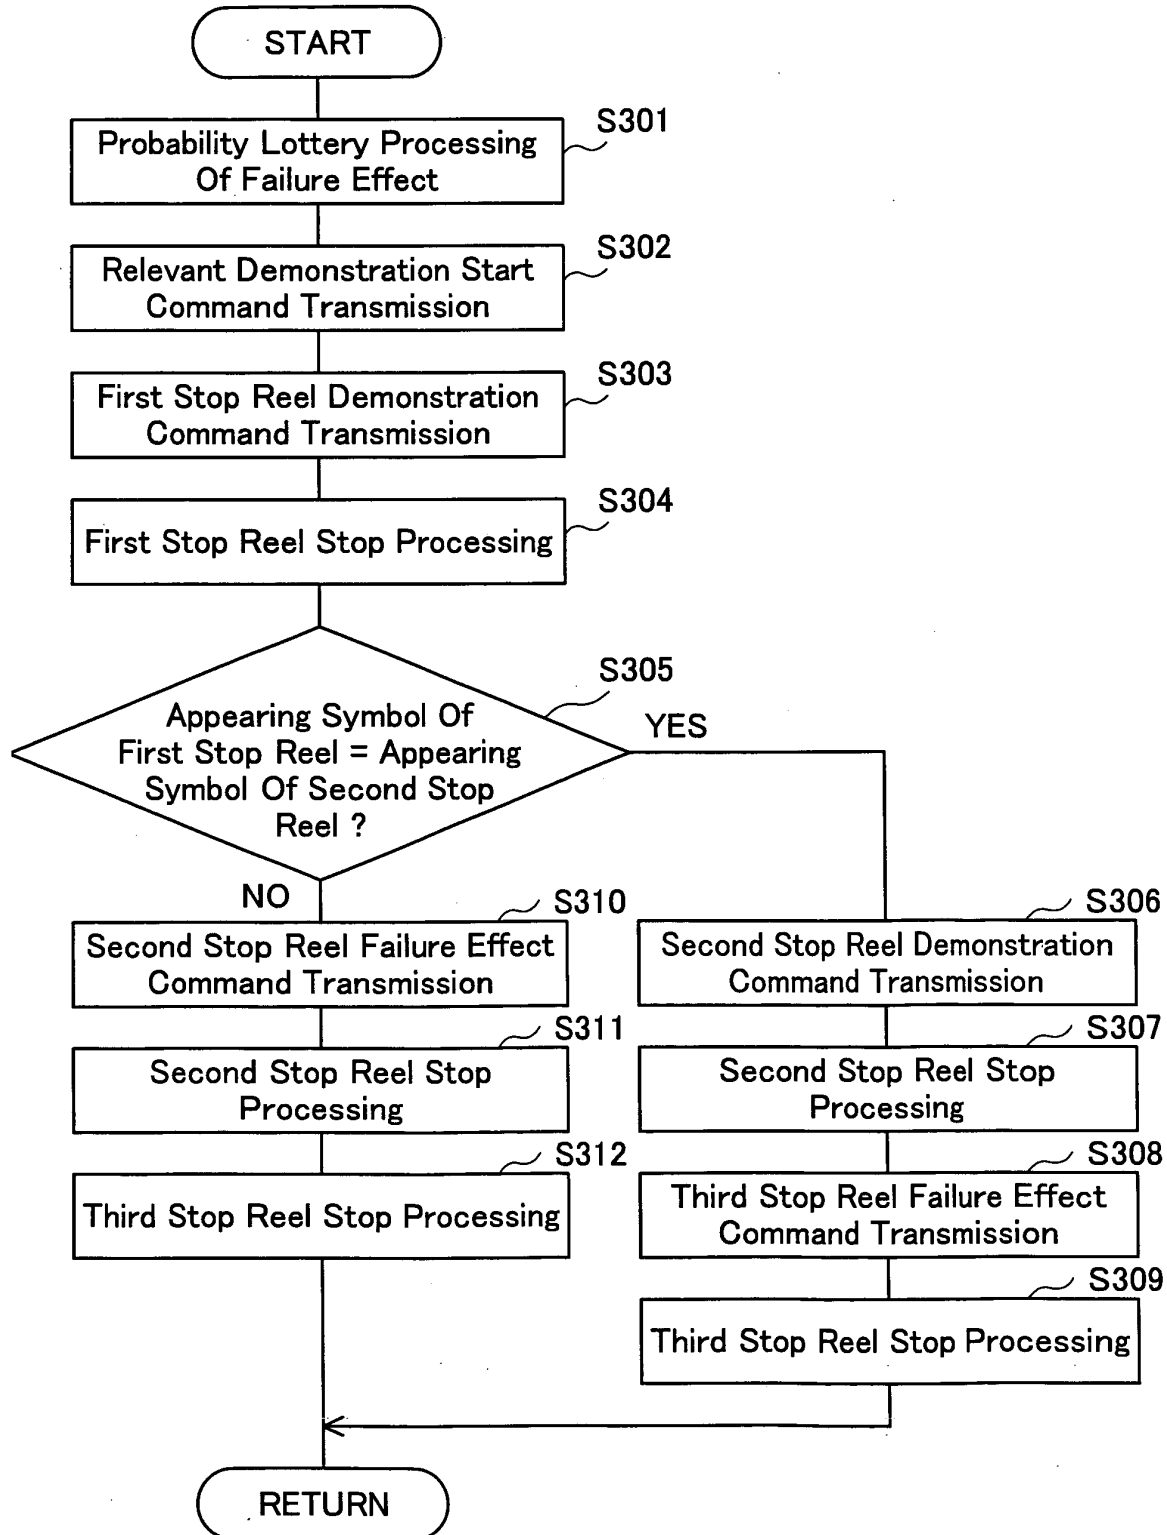 START
S301
Probability Lottery Processing
Of Failure Effect
S302
Relevant Demonstration Start
Command Transmission
S303
First Stop Reel Demonstration
Command Transmission
S304
First Stop Reel Stop Processing
S305
Appearing Symbol Of
First Stop Reel = Appearing
Symbol Of Second Stop
Reel ?
YES
NO
S310
Second Stop Reel Failure Effect
Command Transmission
S311
Second Stop Reel Stop
Processing
S312
Third Stop Reel Stop Processing
S306
Second Stop Reel Demonstration
Command Transmission
S307
Second Stop Reel Stop
Processing
S308
Third Stop Reel Failure Effect
Command Transmission
S309
Third Stop Reel Stop Processing
RETURN